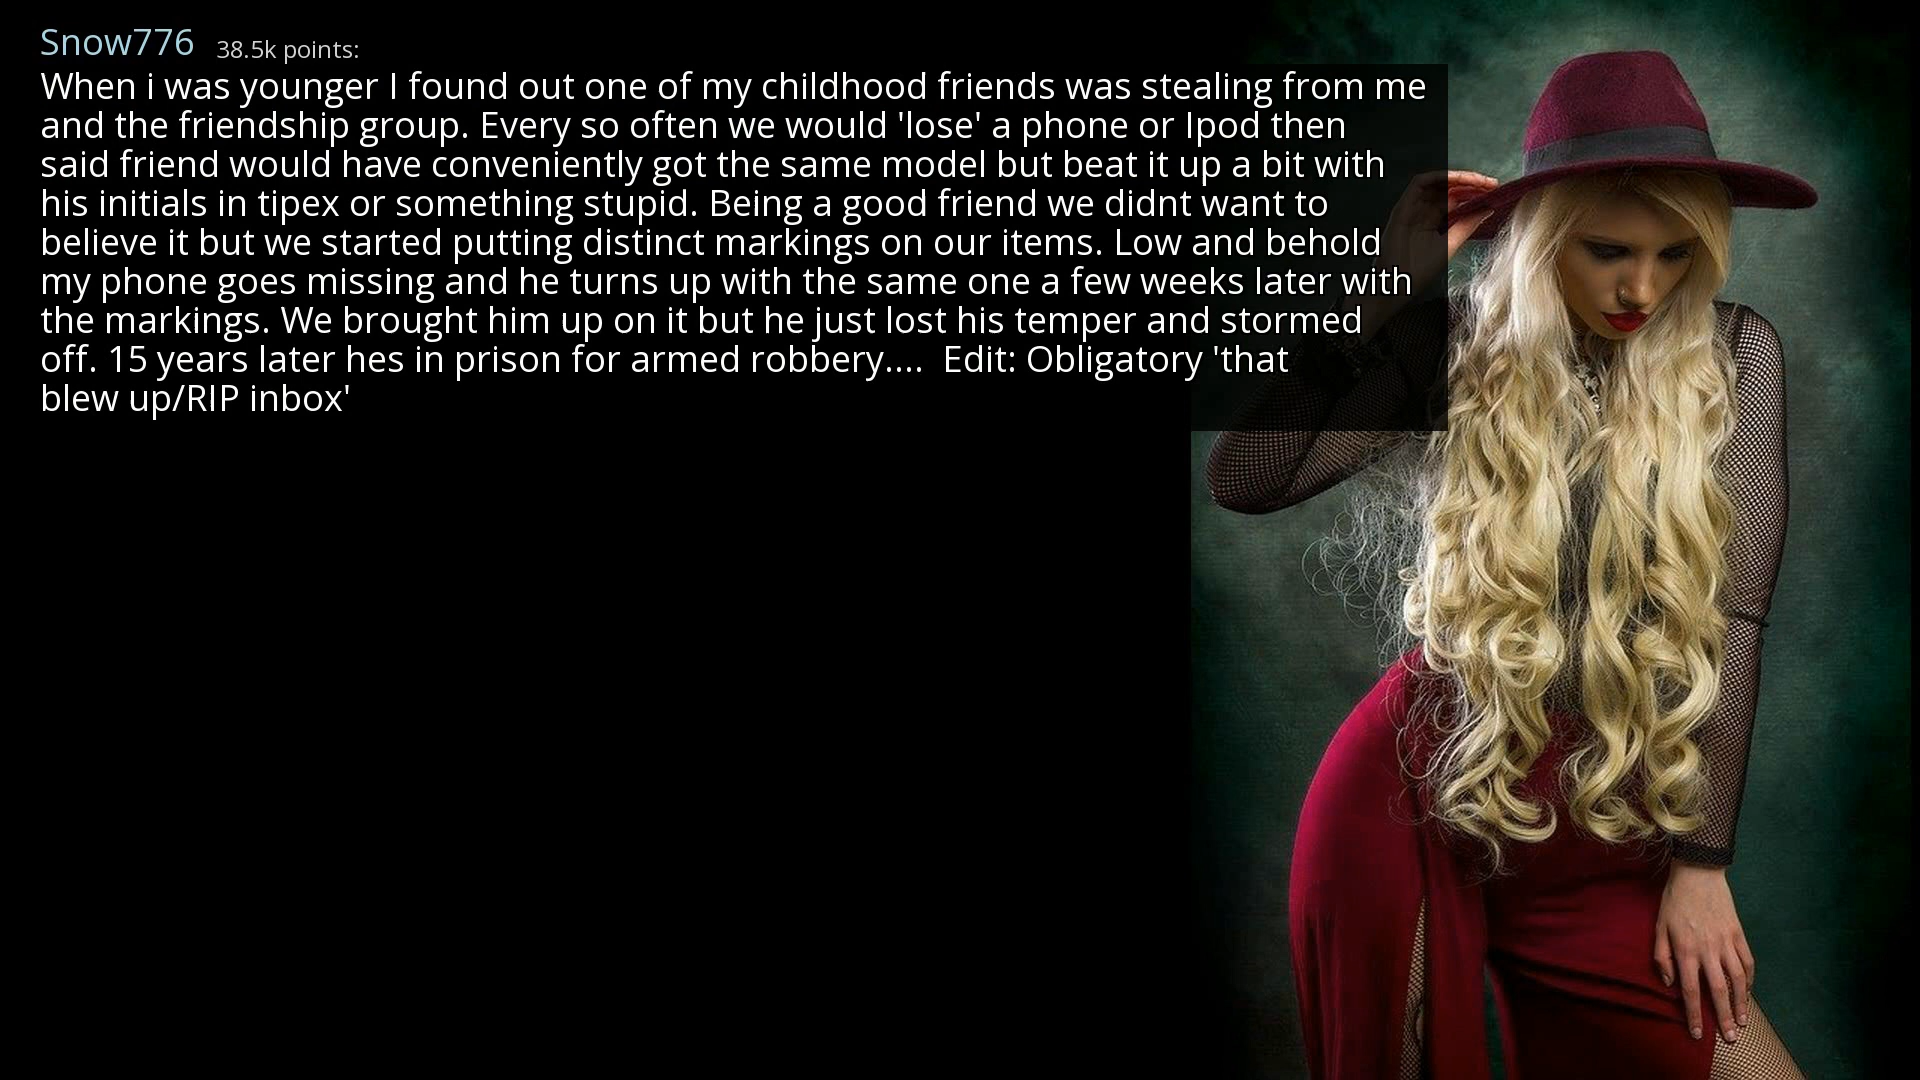 Snow776 38.5k points:
When i was younger I found out one of my childhood friends was stealing from me
and the friendship group. Every so often we would 'lose' a phone or Ipod then
said friend would have conveniently got the same model but beat it up a bit with
his initials in tipex or something stupid. Being a good friend we didnt want to
believe it but we started putting distinct markings on our items. Low and behold
my phone goes missing and he turns up with the same one a few weeks later with
the markings. We brought him up on it but he just lost his temper and stormed
off. 15 years later hes in prison for armed robbery....  Edit: Obligatory 'that
blew up/RIP inbox'